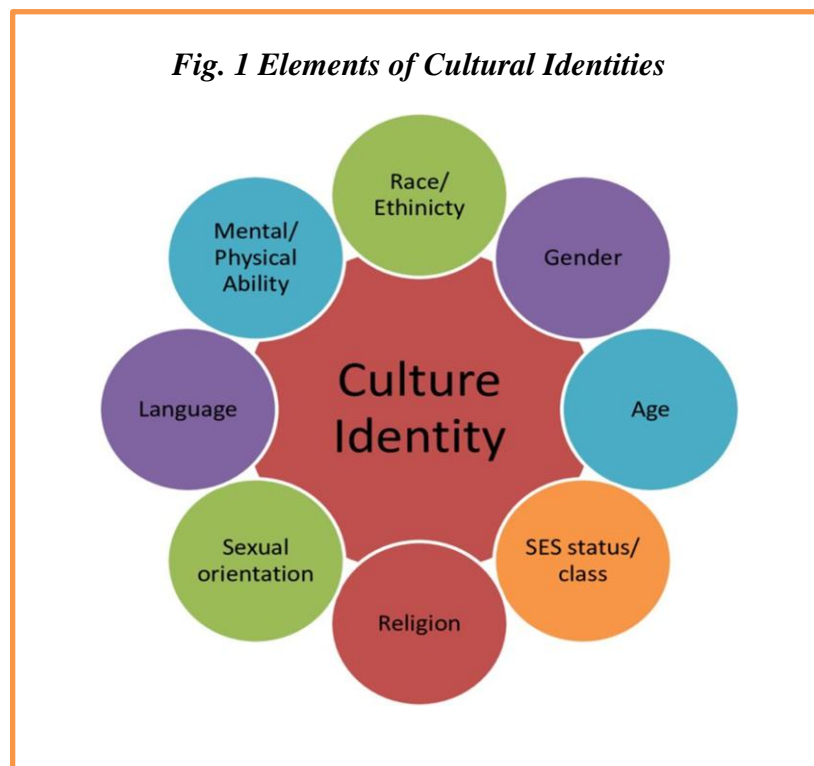 Fig. 1 Elements of Cultural Identities
Race/
Ethinicty
Gender
Age
SES status/
class
Religion
Sexual
orientation
Language
Mental/
Physical
Ability
Culture
Identity